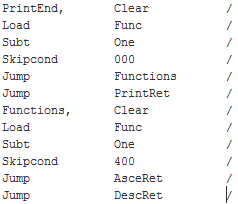 PrintEnd, Clear /
Load Func /
Subt One /
Skipcond 000 /
Jump Functions /
Jump PrintRet /
Functions, Clear /
Load Func /
Subt One /
Skipcond 400 /
Jump AsceRet /
Jump DescRet /